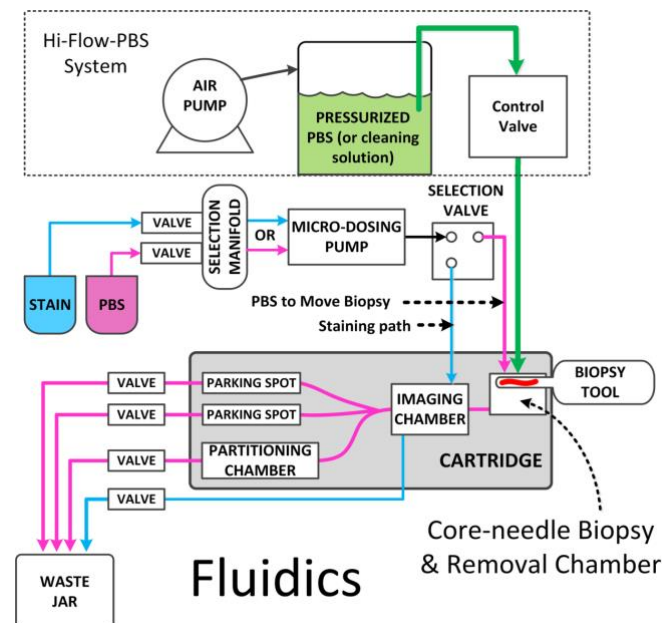 Hi-Flow-PBS
System
AIR
PUMP
PRESSURIZED
PBS (or cleaning
solution)
Control
Valve
SELECTION
VALVE
VALVE
VALVE
SELECTION
MANIFOLD
OR
MICRO-DOSING
PUMP
STAIN
PBS
PBS to Move Biopsy
Staining path
VALVE
PARKING SPOT
VALVE
PARKING SPOT
VALVE
PARTITIONING
CHAMBER
VALVE
IMAGING
CHAMBER
BIOPSY
TOOL
CARTRIDGE
Core-needle Biopsy
& Removal Chamber
WASTE
JAR
Fluidics